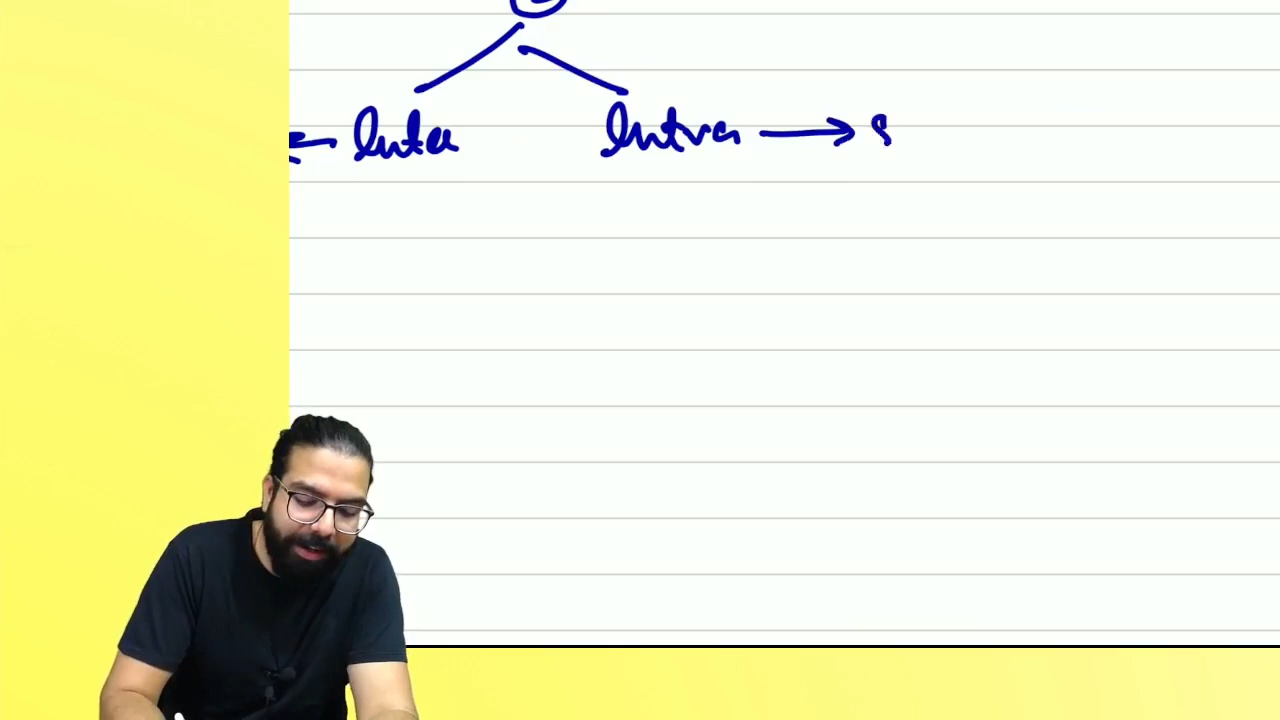 ← Inter Intra → s